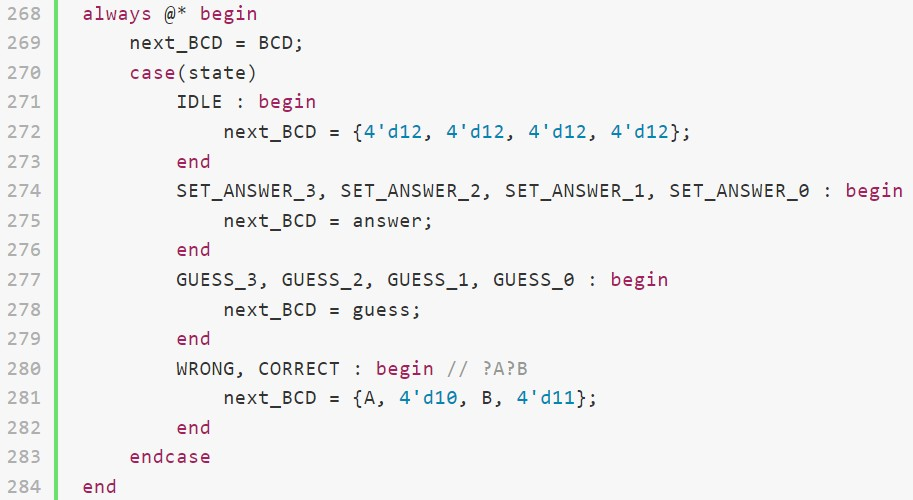 268 always @* begin
269     next_BCD = BCD;
270     case(state)
271         IDLE : begin
272             next_BCD = {4'd12, 4'd12, 4'd12, 4'd12};
273         end
274         SET_ANSWER_3, SET_ANSWER_2, SET_ANSWER_1, SET_ANSWER_0 : begin
275             next_BCD = answer;
276         end
277         GUESS_3, GUESS_2, GUESS_1, GUESS_0 : begin
278             next_BCD = guess;
279         end
280         WRONG, CORRECT : begin // ?A?B
281             next_BCD = {A, 4'd10, B, 4'd11};
282         end
283     endcase
284 end